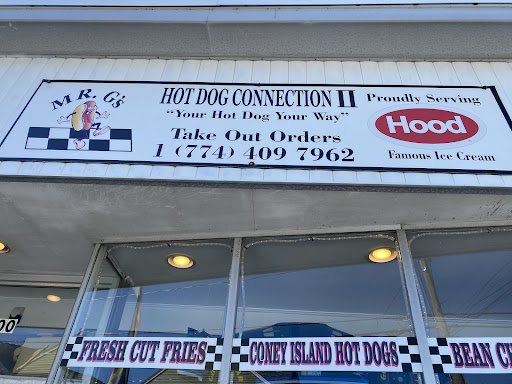 MR. G's
HOT DOG CONNECTION II
"Your Hot Dog Your Way"
Take Out Orders
1 (774) 409 7962
Proudly Serving
Hood
Famous Ice Cream
FRESH CUT FRIES
CONEY ISLAND HOT DOGS
BEAN